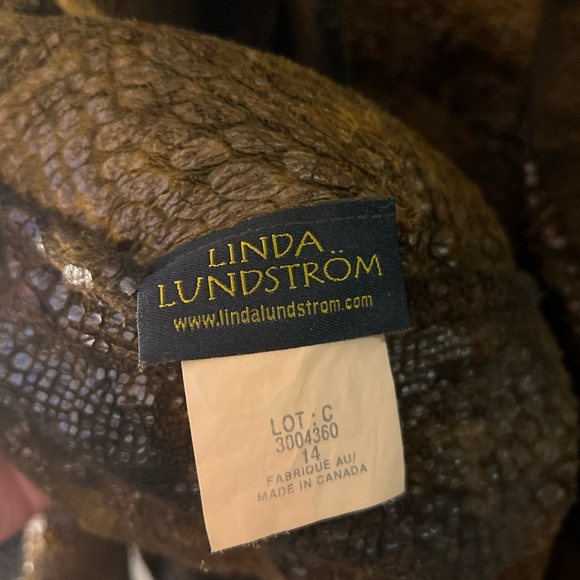 LINDA
LUNDSTRÖM
www.lindalundstrom.com
LOT : C
3004360
14
FABRIQUE AU/
MADE IN CANADA